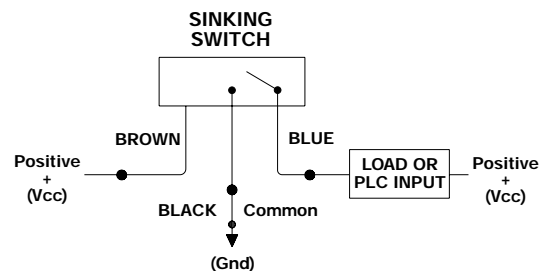 SINKING
SWITCH
BROWN
BLUE
Positive
+
(Vcc)
LOAD OR
PLC INPUT
Positive
+
(Vcc)
BLACK
Common
(Gnd)